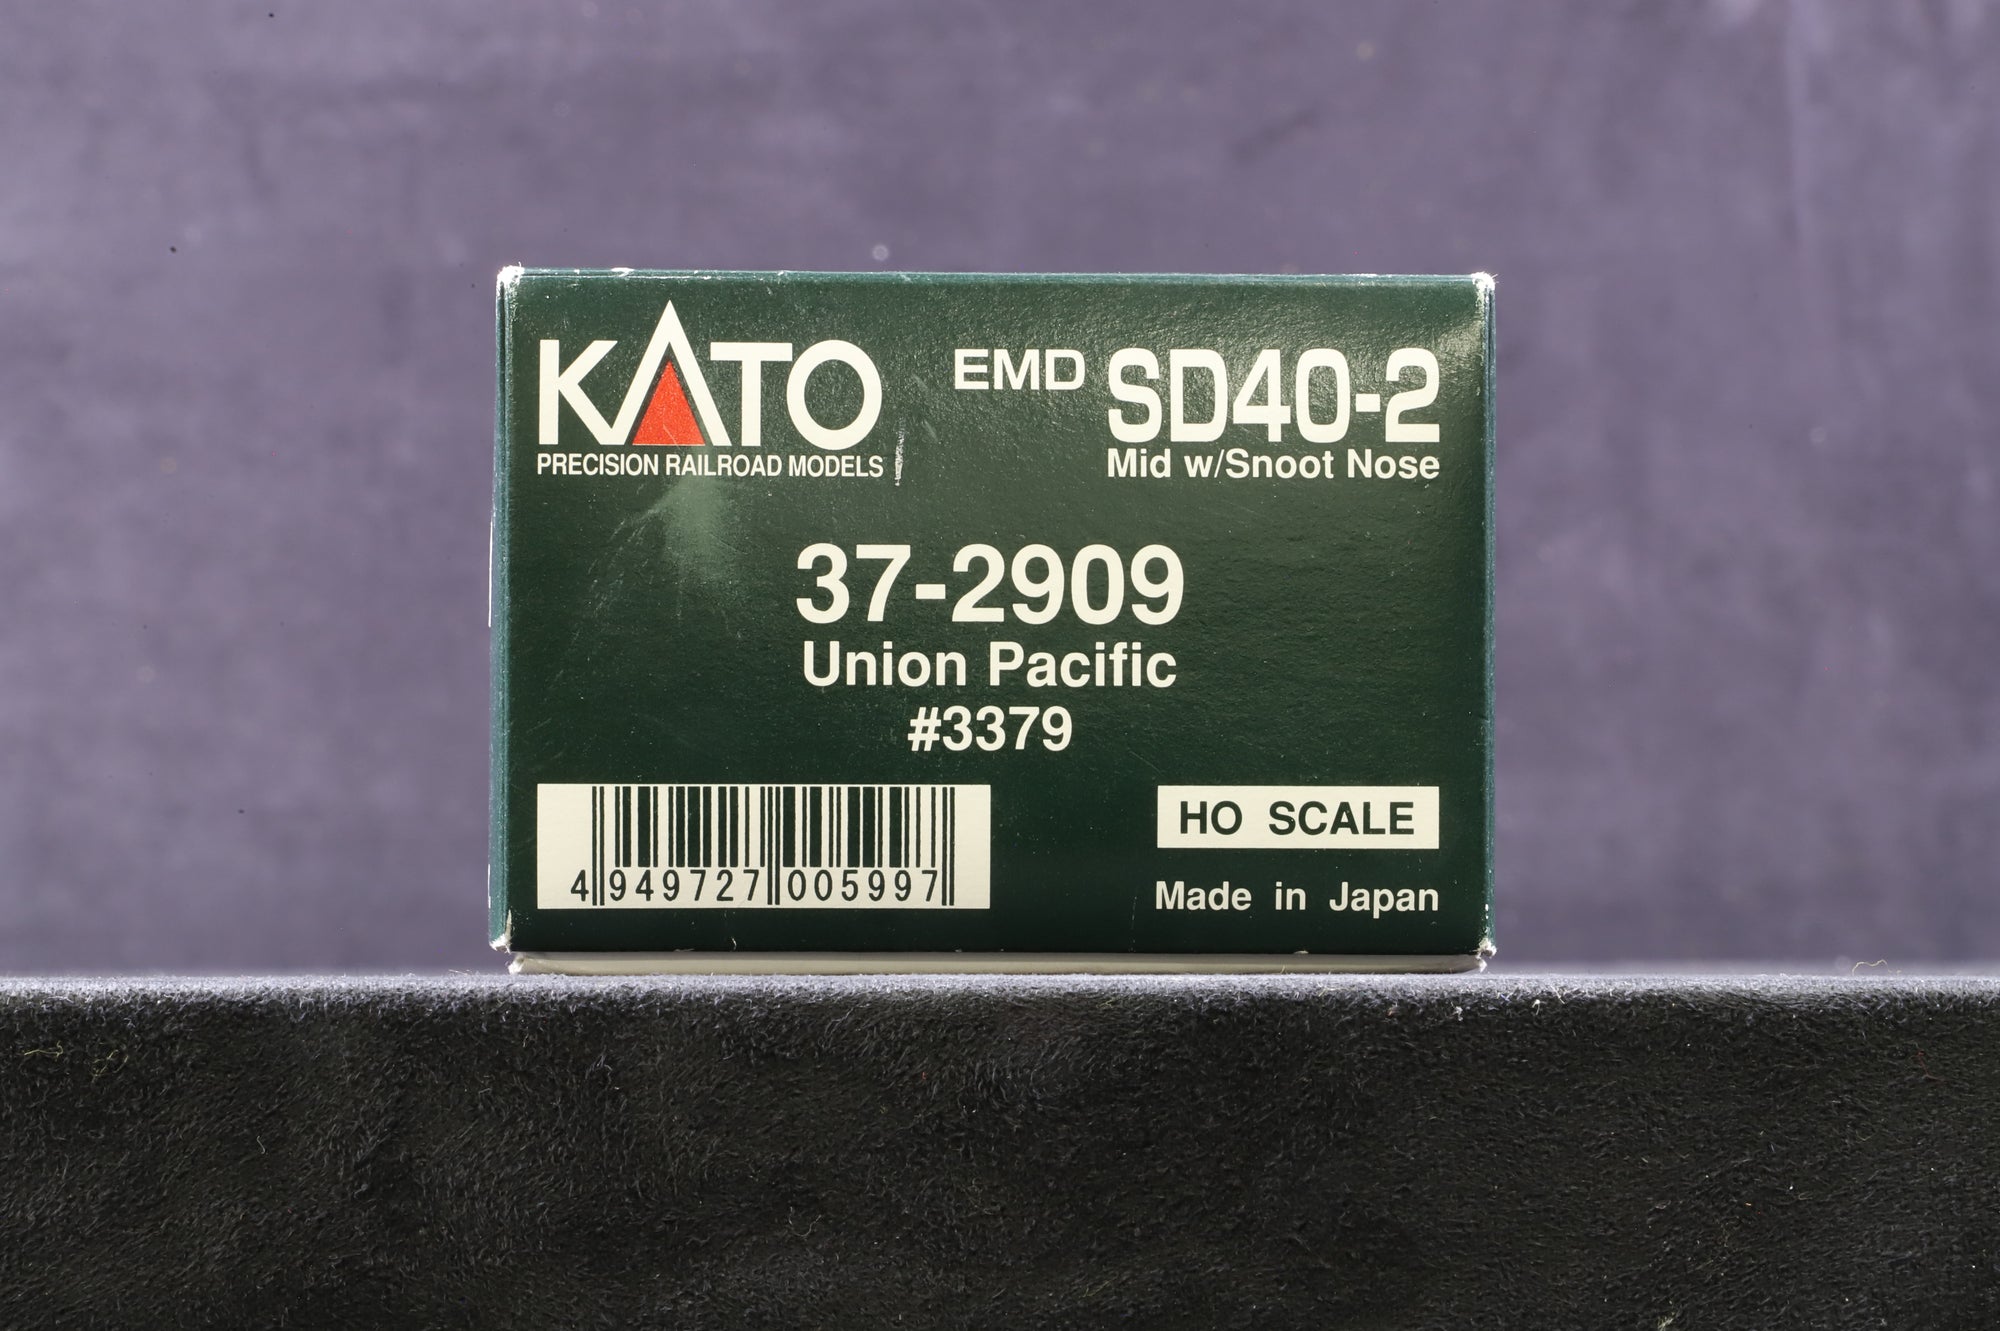 KATO
PRECISION RAILROAD MODELS
EMD SD40-2
Mid w/Snoot Nose
37-2909
Union Pacific
#3379
4 949727 005997
HO SCALE
Made in Japan